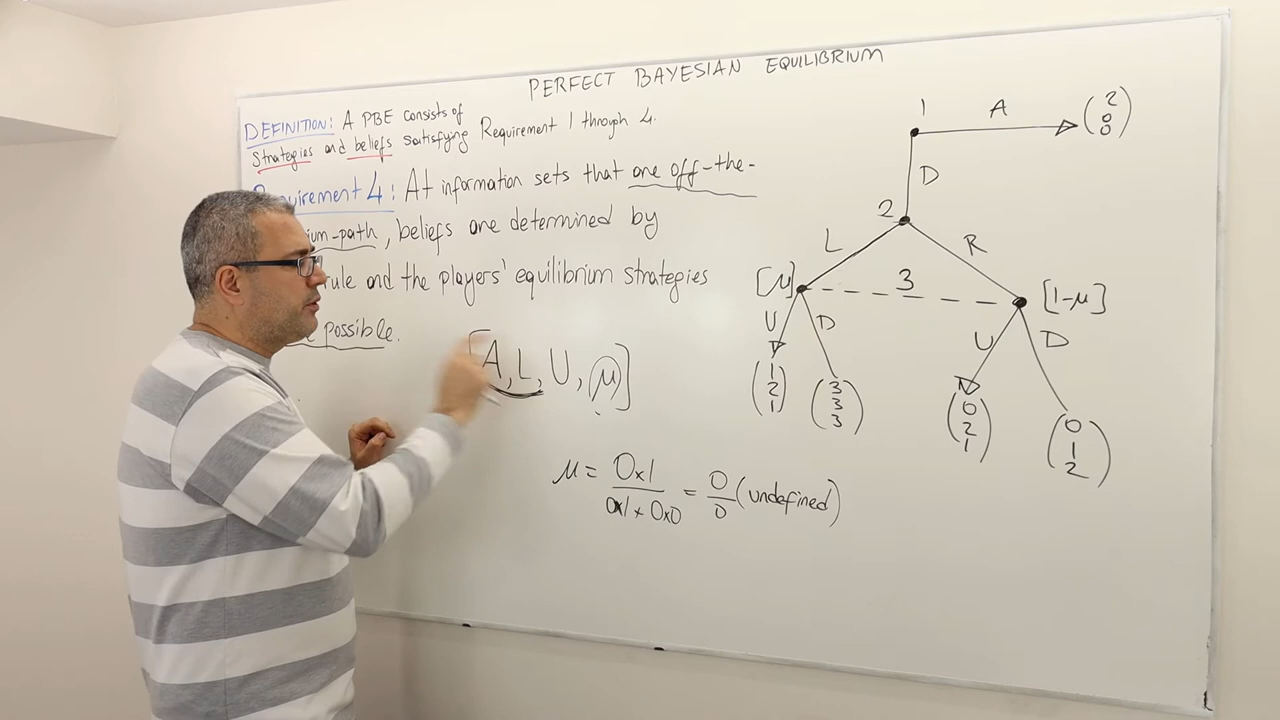 PERFECT BAYESIAN EQUILIBRIUM
DEFINITION: A PBE consists of
strategies and beliefs satisfying Requirement 1 through 4.
Requirement 4: At information sets that are off-the-
ium-path, beliefs are determined by
rule and the players' equilibrium strategies
possible.
[A, L, U, μ]
μ = 0x1 / 0x1 + 0x0 = 0/0 (undefined)
1
A
(2 0 0)
D
2
L
R
[μ]
3
[1-μ]
U
D
U
D
(1 2 1)
(3 3 3)
(0 2 1)
(0 1 2)